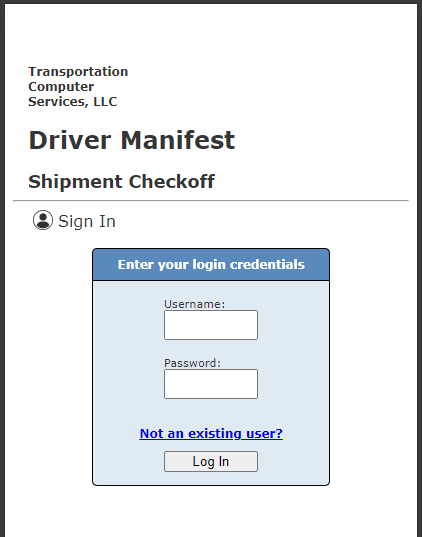 Transportation
Computer
Services, LLC
Driver Manifest
Shipment Checkoff
Sign In
Enter your login credentials
Username:
Password:
Not an existing user?
Log In